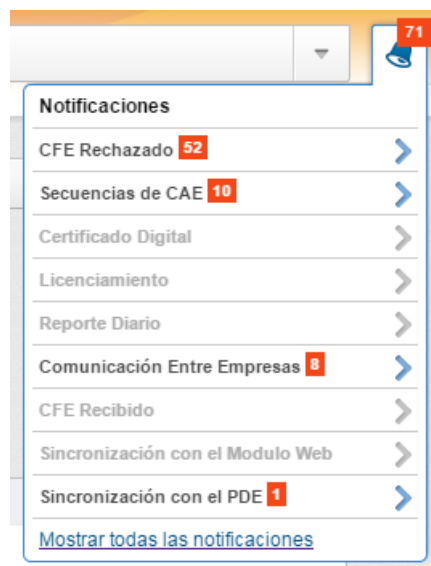 71
Notificaciones
CFE Rechazado 52
Secuencias de CAE 10
Certificado Digital
Licenciamiento
Reporte Diario
Comunicación Entre Empresas 8
CFE Recibido
Sincronización con el Modulo Web
Sincronización con el PDE 1
Mostrar todas las notificaciones